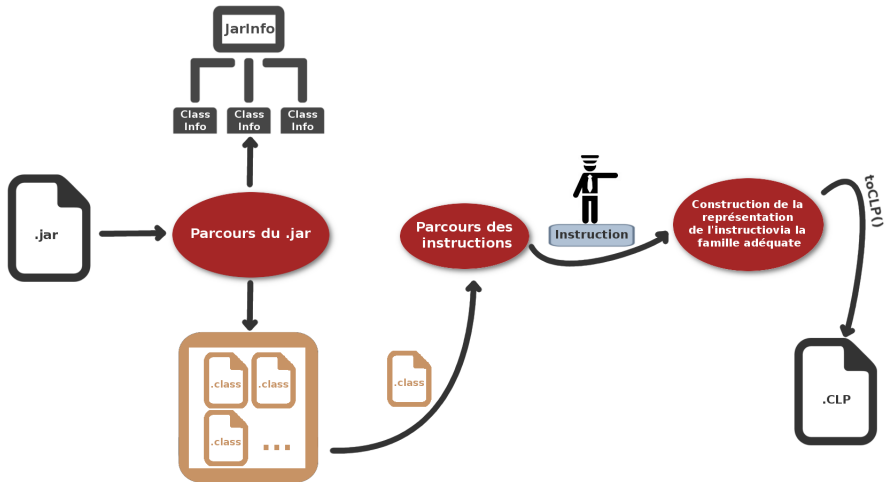 JarInfo
Class
Info
Class
Info
Class
Info
.jar
Parcours du .jar
.class
.class
.class
...
.class
Parcours des
instructions
Instruction
Construction de la
représentation
de l'instructiovia la
famille adéquate
toCLP()
.CLP